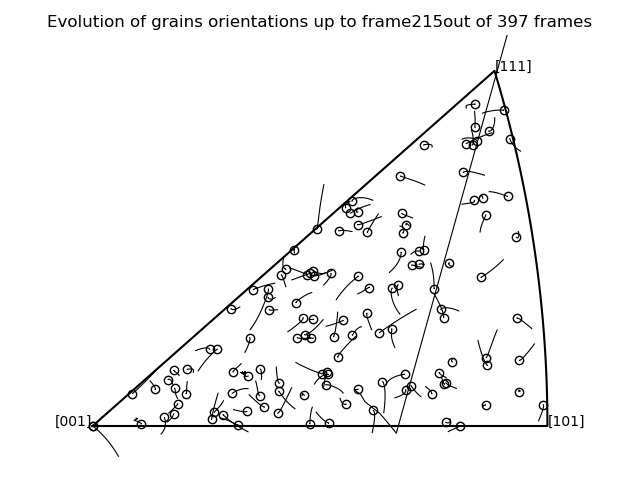 Evolution of grains orientations up to frame215out of 397 frames
[111]
[001]
[101]